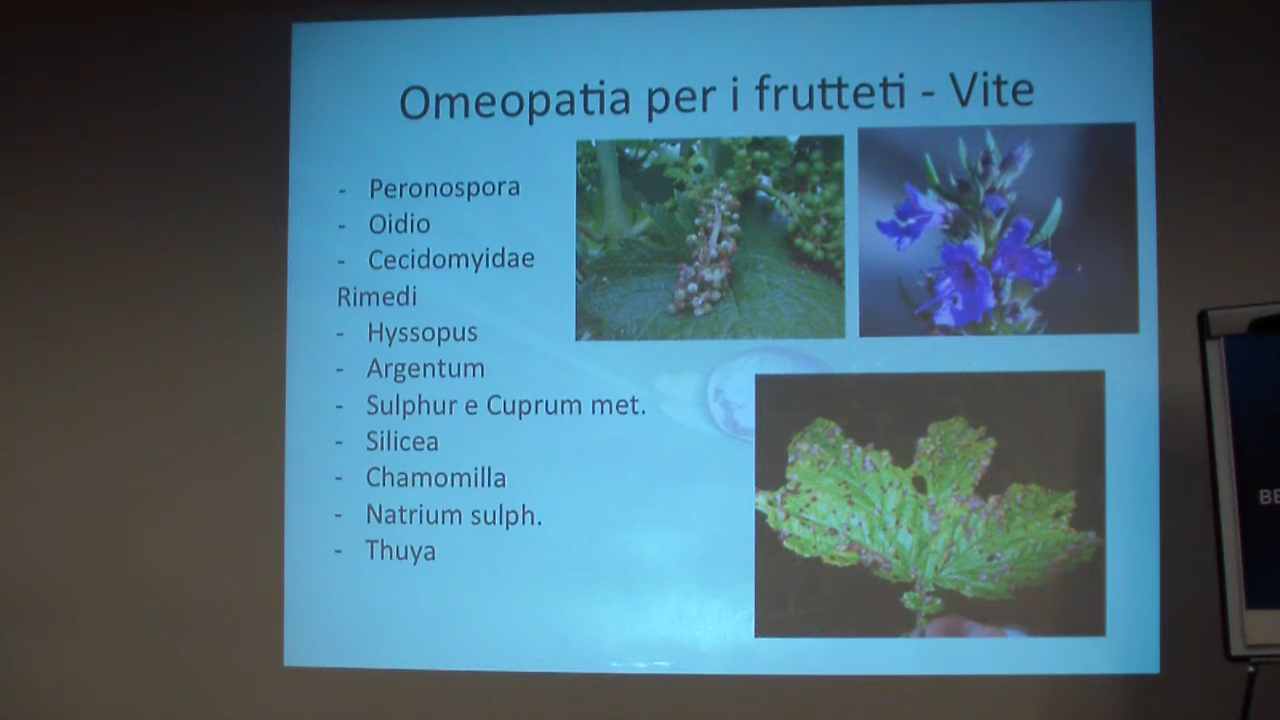 Omeopatia per i frutteti - Vite
- Peronospora
- Oidio
- Cecidomyidae
Rimedi
- Hyssopus
- Argentum
- Sulphur e Cuprum met.
- Silicea
- Chamomilla
- Natrium sulph.
- Thuya